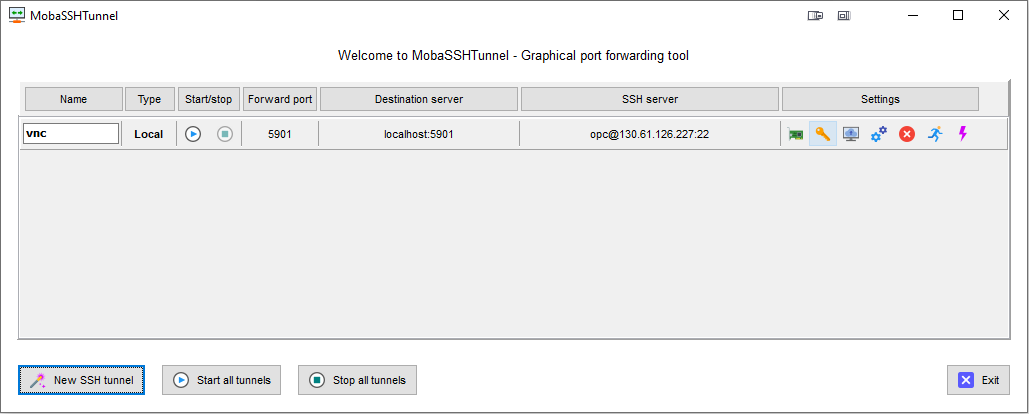 MobaSSHTunnel
Welcome to MobaSSHTunnel - Graphical port forwarding tool
Name Type Start/stop Forward port Destination server SSH server Settings
vnc Local 5901 localhost:5901 opc@130.61.126.227:22
New SSH tunnel Start all tunnels Stop all tunnels Exit